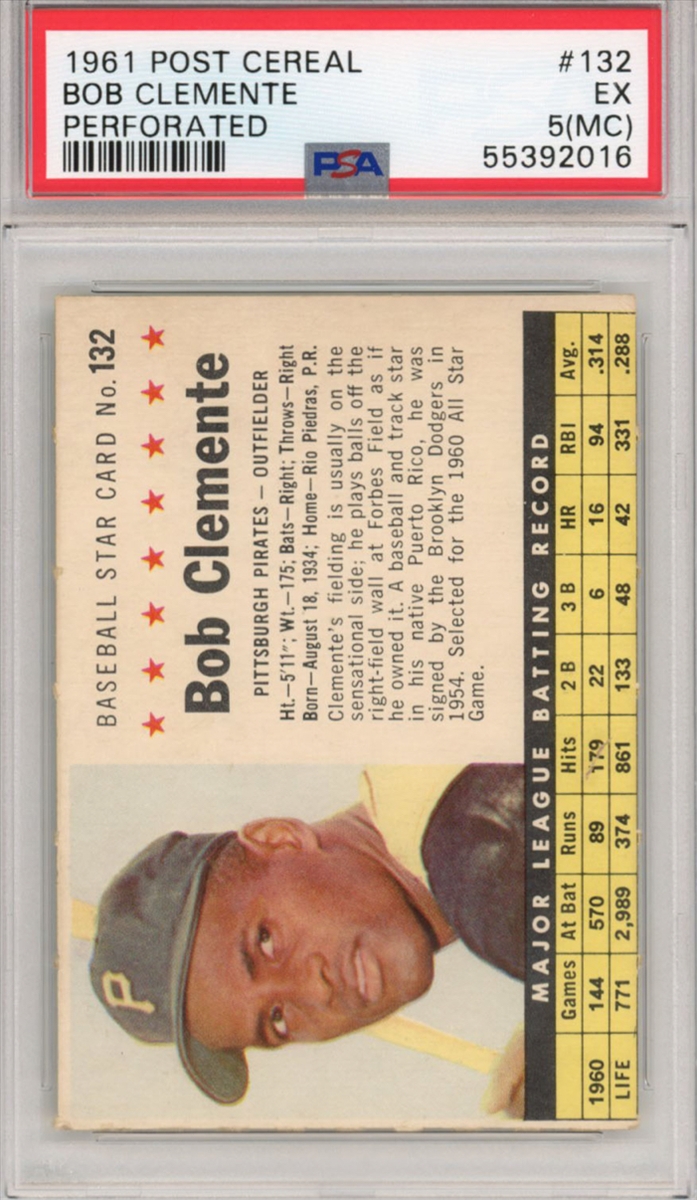 1961 POST CEREAL #132
BOB CLEMENTE EX
PERFORATED 5(MC)
PSA 55392016
BASEBALL STAR CARD No. 132
Bob Clemente
PITTSBURGH PIRATES – OUTFIELDER
Ht.–5'11"; Wt.–175; Bats–Right; Throws–Right
Born–August 18, 1934; Home–Rio Piedras, P.R.
Clemente's fielding is usually on the
sensational side; he plays balls off the
right-field wall at Forbes Field as if
he owned it. A baseball and track star
in his native Puerto Rico, he was
signed by the Brooklyn Dodgers in
1954. Selected for the 1960 All Star
Game.
P
MAJOR LEAGUE BATTING RECORD
Games At Bat Runs Hits 2 B 3 B HR RBI Avg.
1960 144 570 89 179 22 6 16 94 .314
LIFE 771 2,989 374 861 133 48 42 331 .288